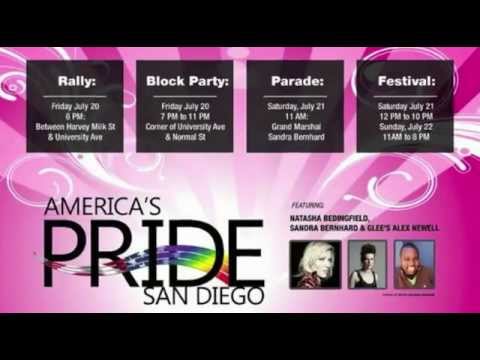 Rally:
Friday July 20
6 PM:
Between Harvey Milk St
& University Ave
Block Party:
Friday July 20
7 PM to 11 PM
Corner of University Ave
& Normal St
Parade:
Saturday, July 21
11 AM:
Grand Marshal
Sandra Bernhard
Festival:
Saturday July 21
12 PM to 10 PM
Sunday, July 22
11AM to 8 PM
AMERICA'S
PRIDE
SAN DIEGO
FEATURING:
NATASHA BEDINGFIELD,
SANDRA BERNHARD & GLEE'S ALEX NEWELL